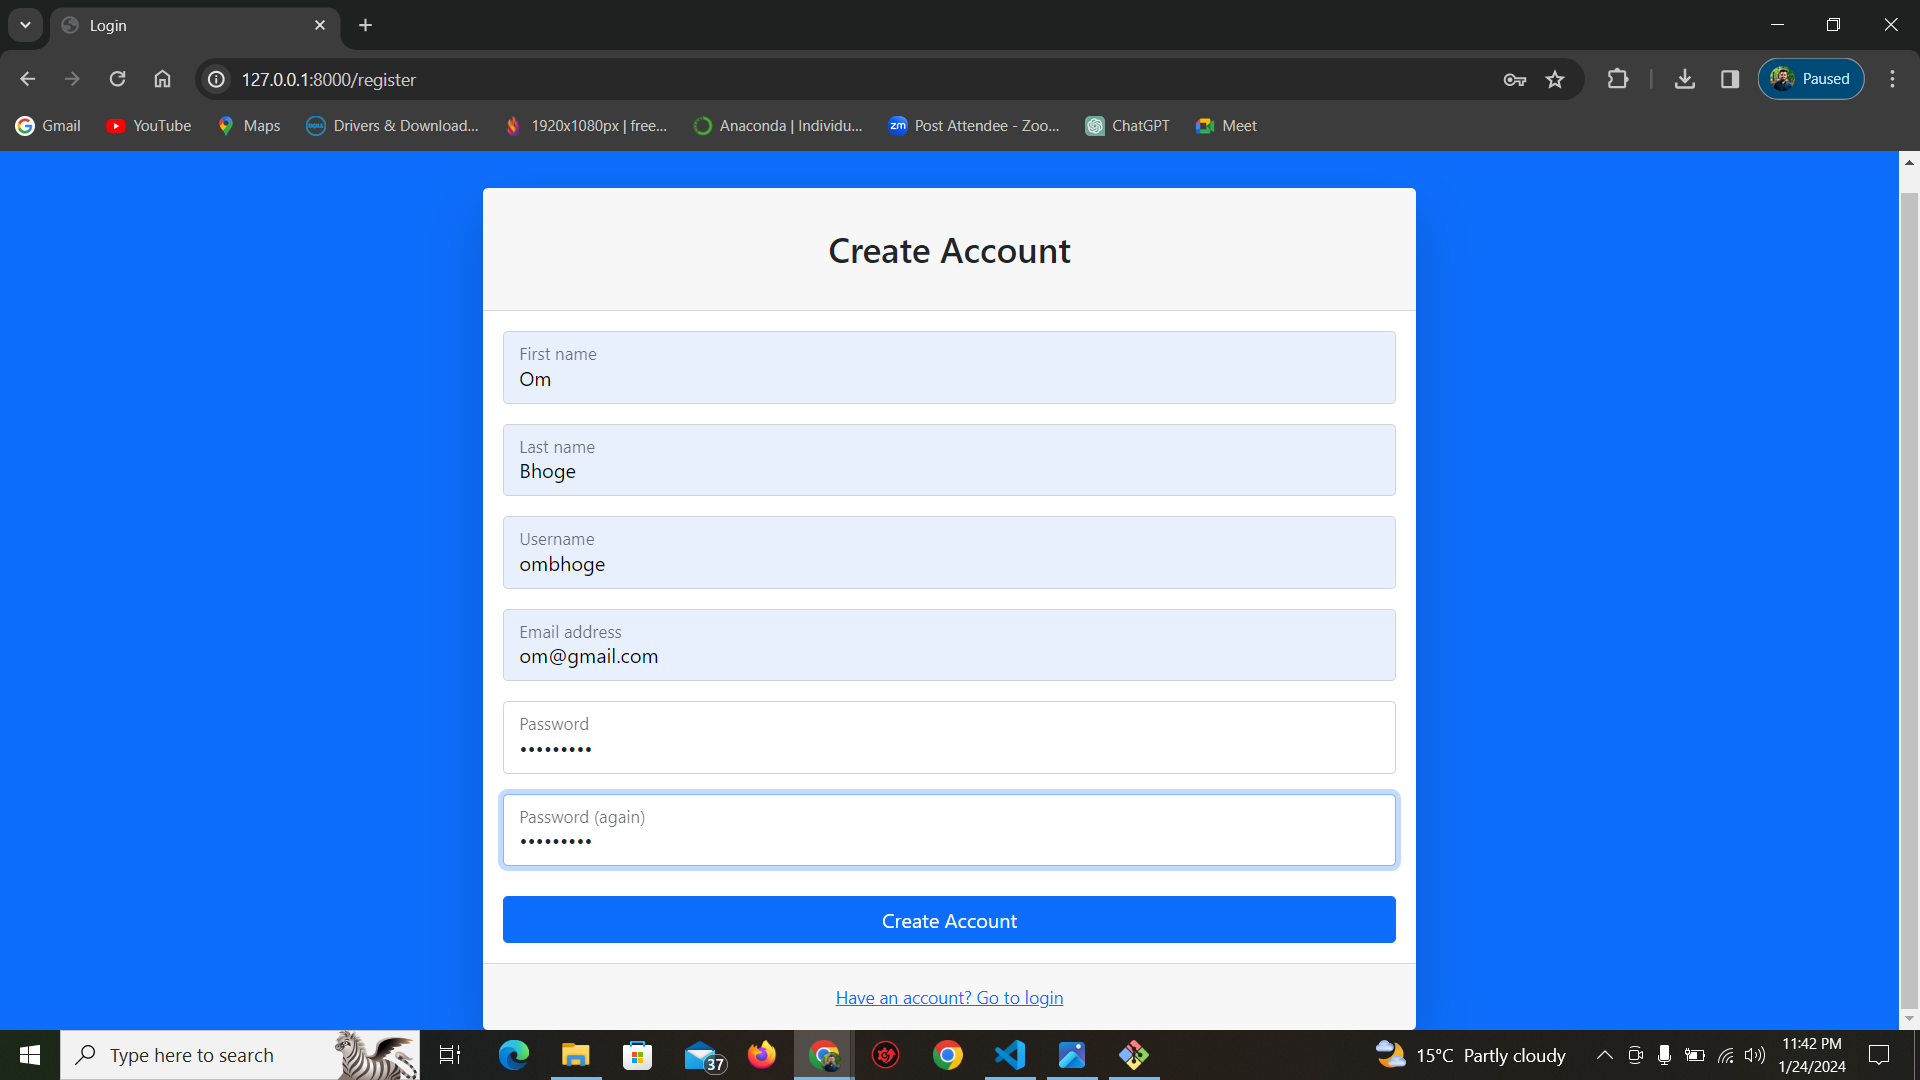 Login
127.0.0.1:8000/register
Paused
Gmail
YouTube
Maps
DELL
Drivers & Download...
1920x1080px | free...
Anaconda | Individu...
zm
Post Attendee - Zoo...
ChatGPT
Meet
Create Account
First name
Om
Last name
Bhoge
Username
ombhoge
Email address
om@gmail.com
Password
•••••••••
Password (again)
•••••••••
Create Account
Have an account? Go to login
Type here to search
37
15°C Partly cloudy
11:42 PM
1/24/2024